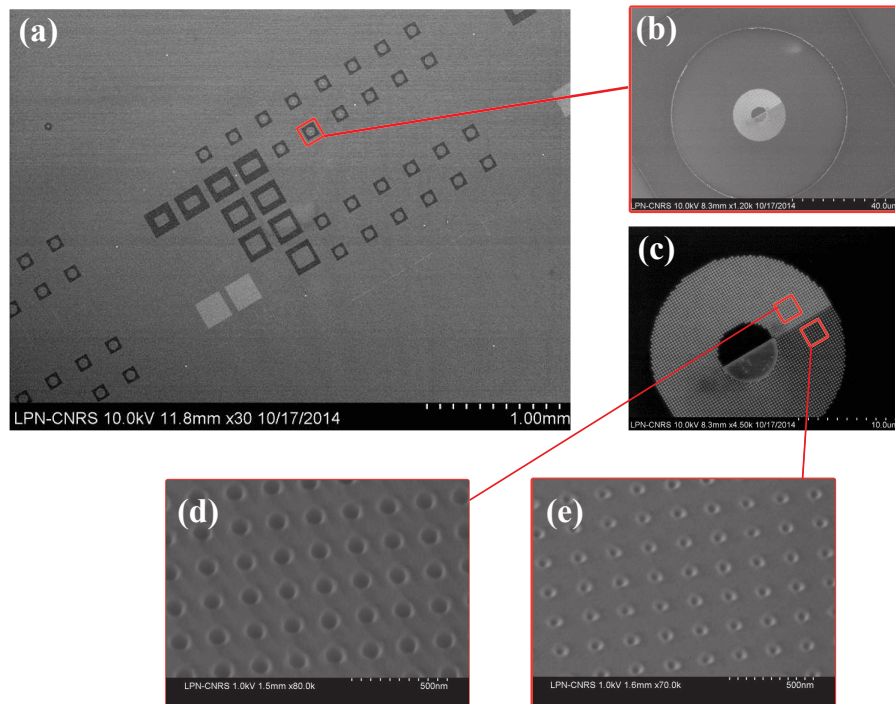 (a)
LPN-CNRS 10.0kV 11.8mm x30 10/17/2014 1.00mm
(b)
LPN-CNRS 10.0kV 8.3mm x1.20k 10/17/2014 40.0um
(c)
LPN-CNRS 10.0kV 8.3mm x4.50k 10/17/2014 10.0um
(d)
LPN-CNRS 1.0kV 1.5mm x80.0k 500nm
(e)
LPN-CNRS 1.0kV 1.6mm x70.0k 500nm